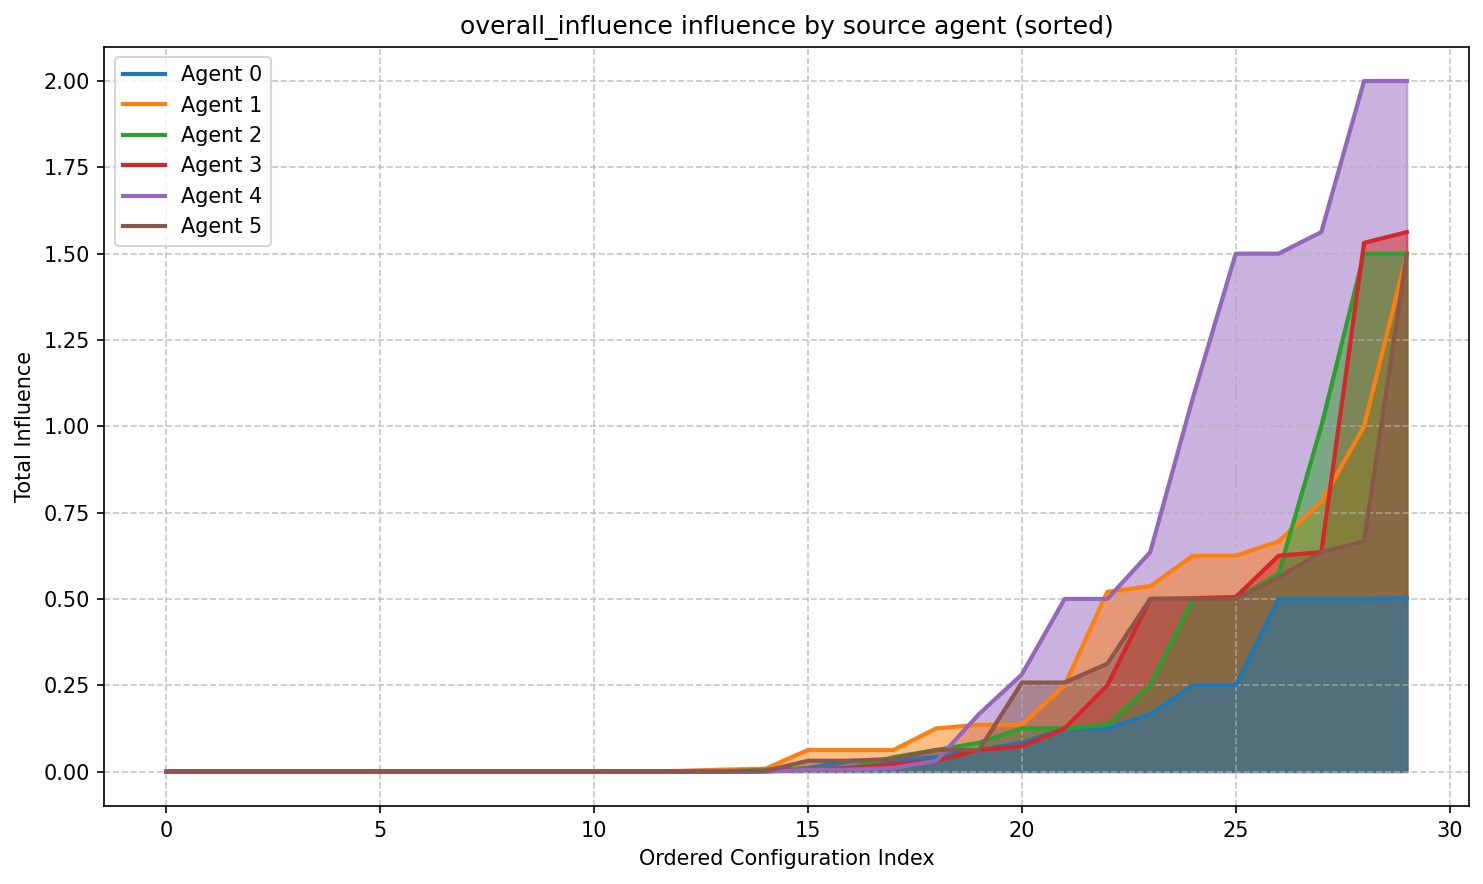 overall_influence influence by source agent (sorted)
Agent 0
Agent 1
Agent 2
Agent 3
Agent 4
Agent 5
Total Influence
2.00
1.75
1.50
1.25
1.00
0.75
0.50
0.25
0.00
0 5 10 15 20 25 30
Ordered Configuration Index